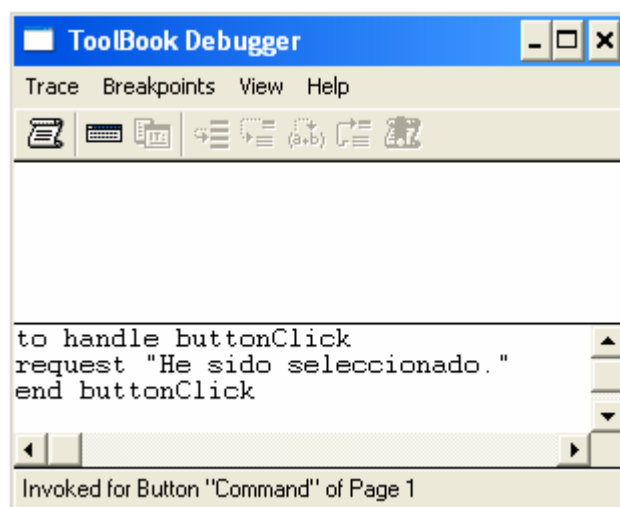 ToolBook Debugger
Trace Breakpoints View Help
to handle buttonClick
request "He sido seleccionado."
end buttonClick
Invoked for Button "Command" of Page 1